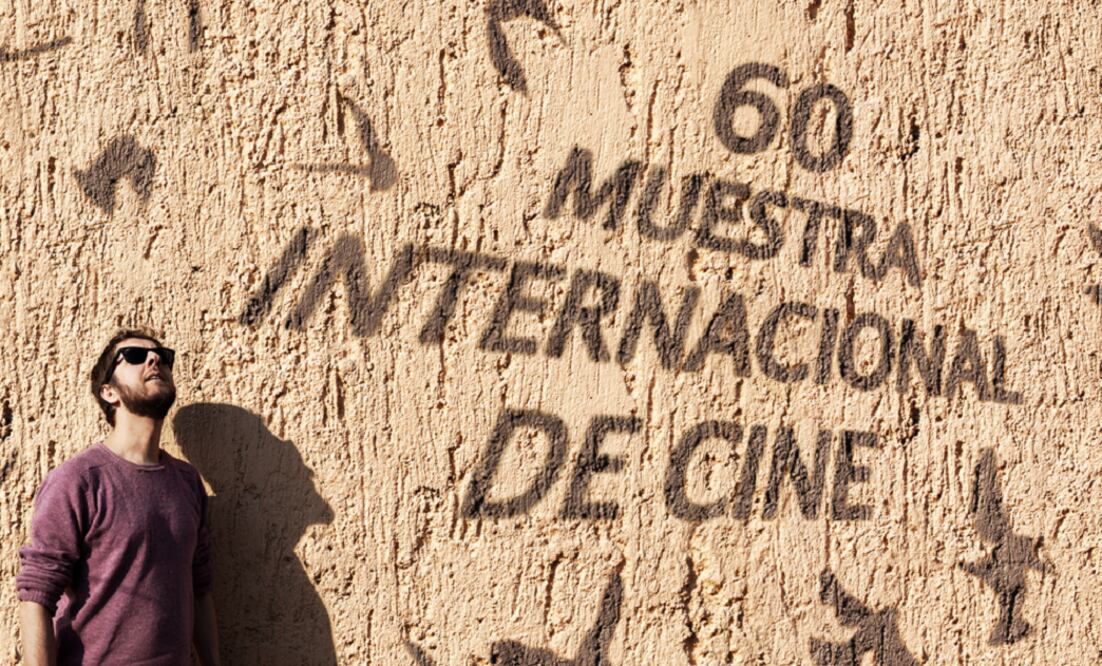 60
MUESTRA
INTERNACIONAL
DE CINE